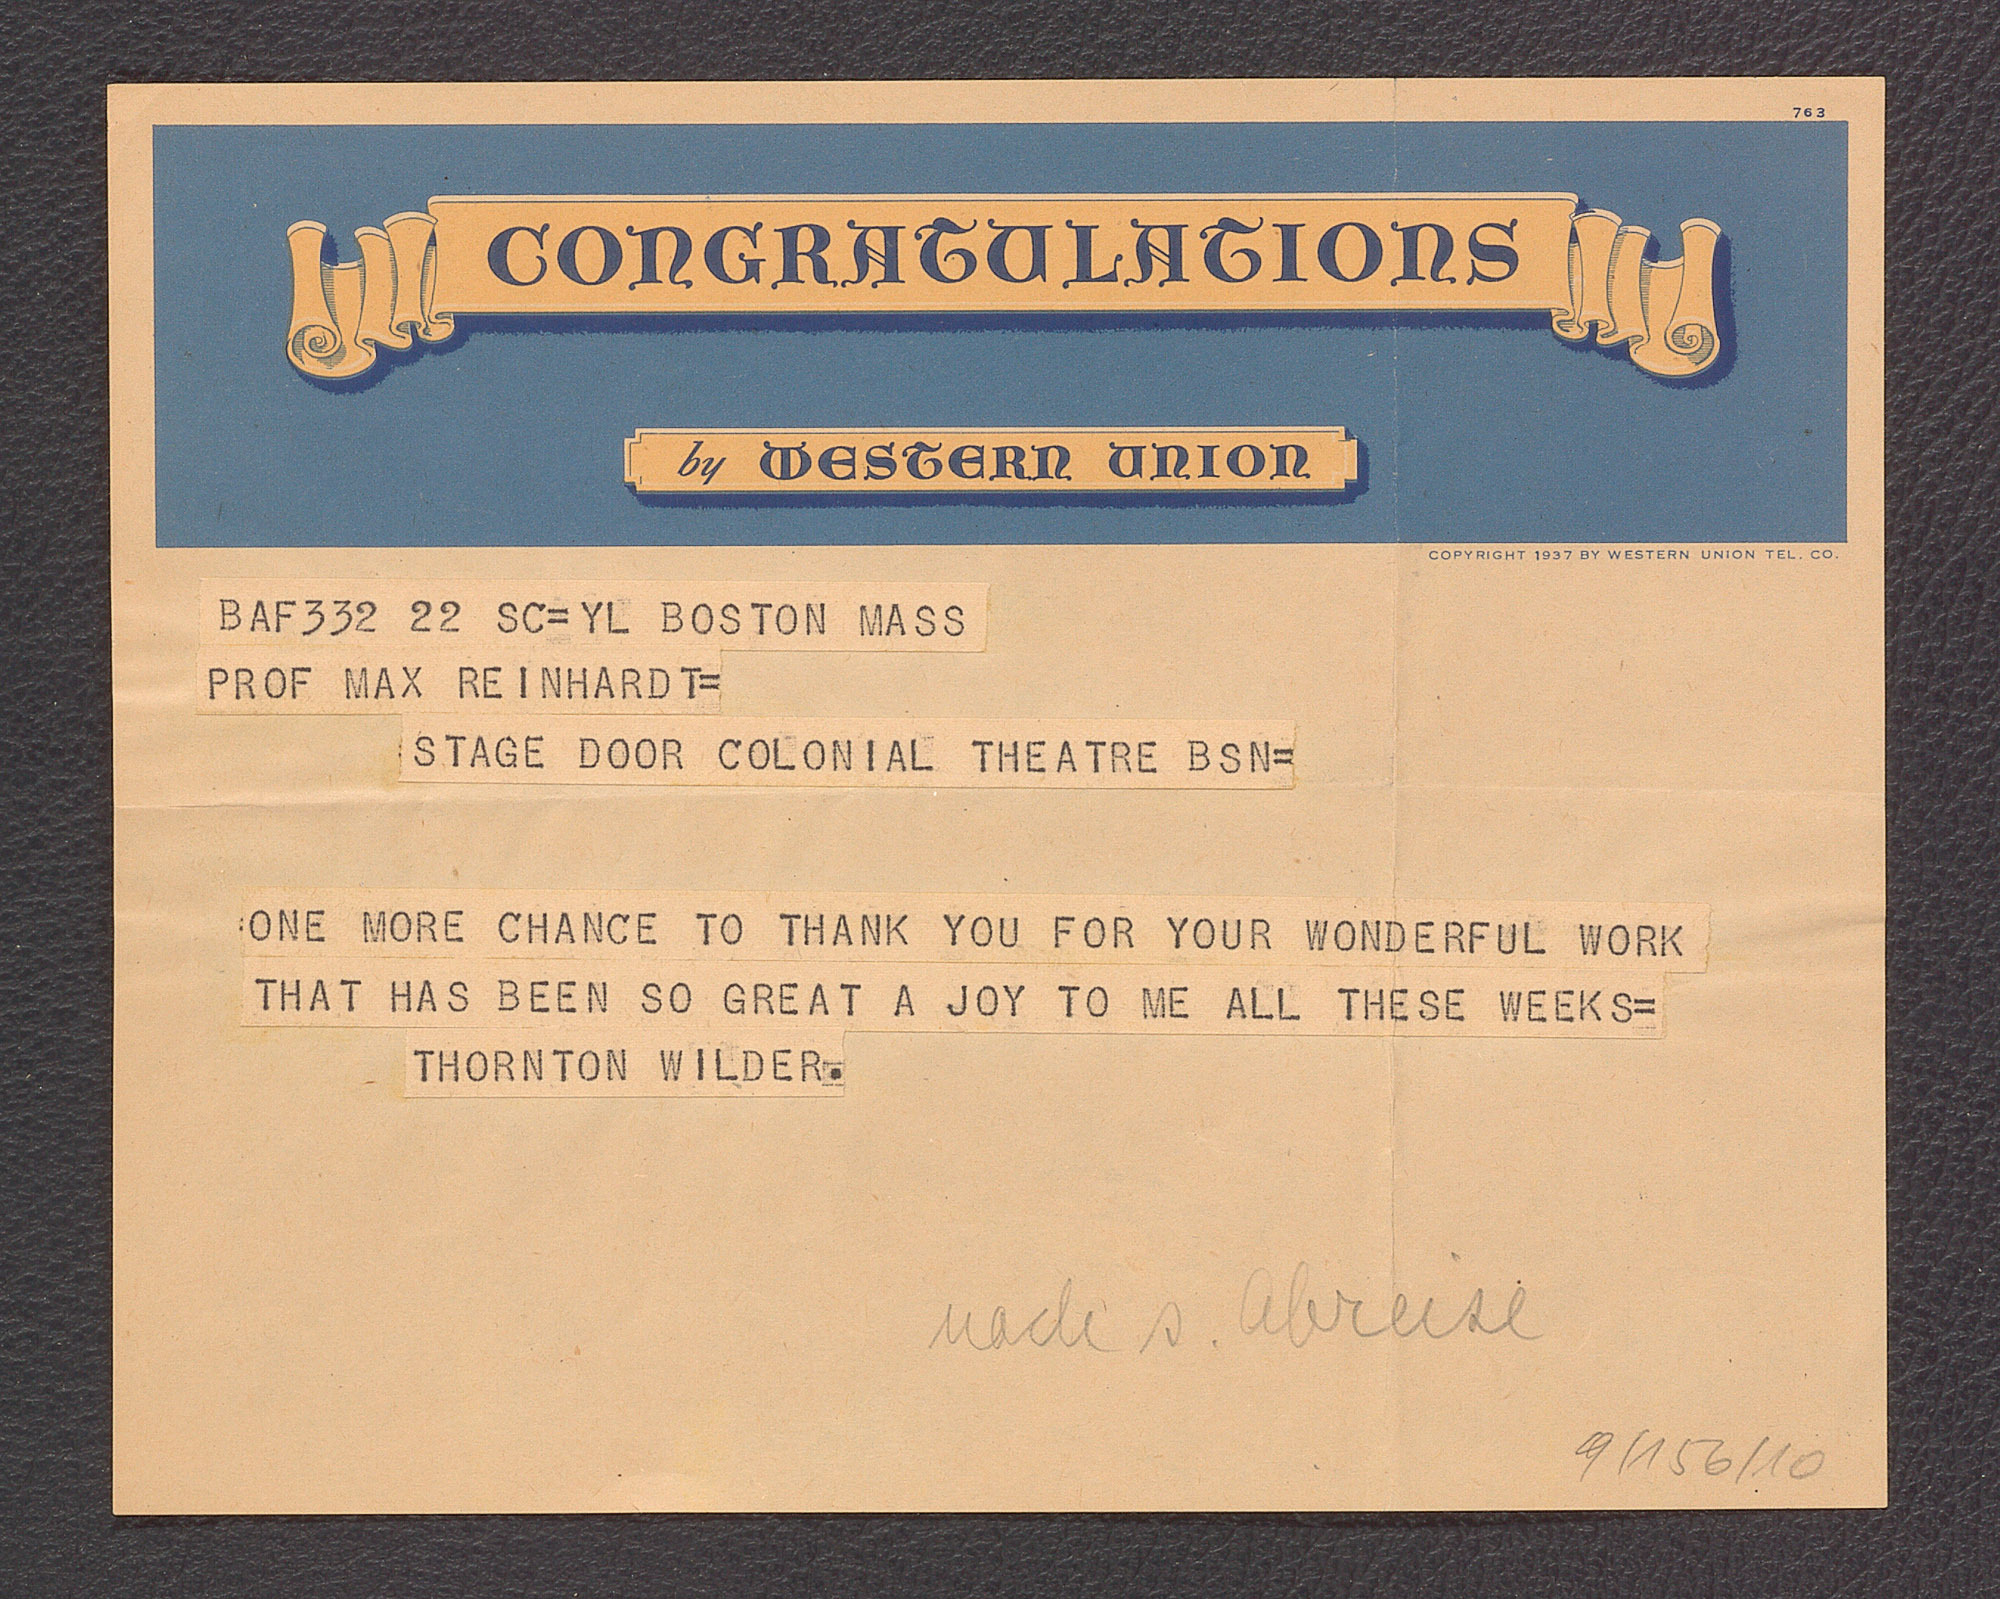 763
CONGRATULATIONS
by WESTERN UNION
COPYRIGHT 1937 BY WESTERN UNION TEL. CO.
BAF332 22 SC=YL BOSTON MASS
PROF MAX REINHARDT=
STAGE DOOR COLONIAL THEATRE BSN=
:ONE MORE CHANCE TO THANK YOU FOR YOUR WONDERFUL WORK
THAT HAS BEEN SO GREAT A JOY TO ME ALL THESE WEEKS=
THORNTON WILDER.
nach s. Abreise
9/156/10